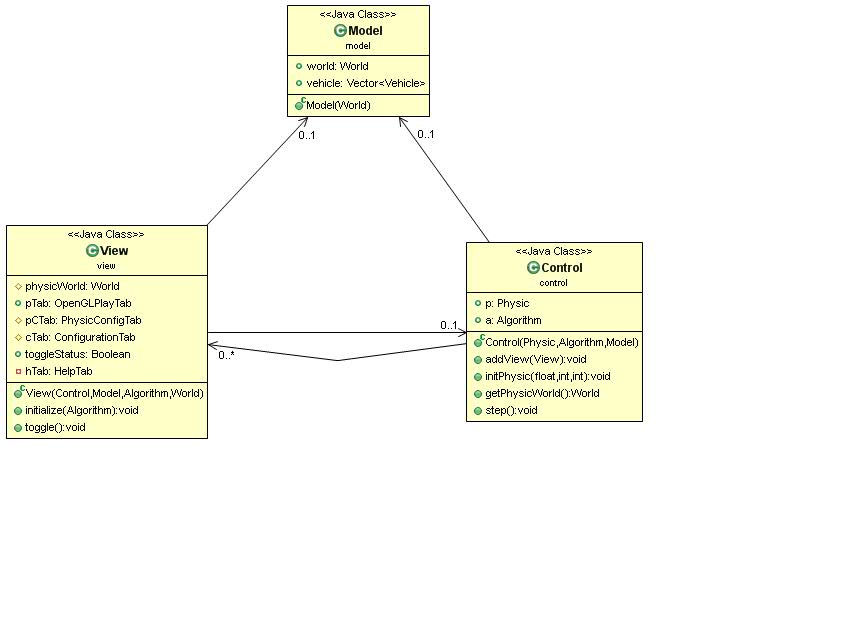 <<Java Class>>
Model
model
world: World
vehicle: Vector<Vehicle>
Model(World)
0..1
0..1
<<Java Class>>
View
view
physicWorld: World
pTab: OpenGLPlayTab
pCTab: PhysicConfigTab
cTab: ConfigurationTab
toggleStatus: Boolean
hTab: HelpTab
View(Control,Model,Algorithm,World)
initialize(Algorithm):void
toggle():void
0..1
0..*
<<Java Class>>
Control
control
p: Physic
a: Algorithm
Control(Physic,Algorithm,Model)
addView(View):void
initPhysic(float,int,int):void
getPhysicWorld():World
step():void